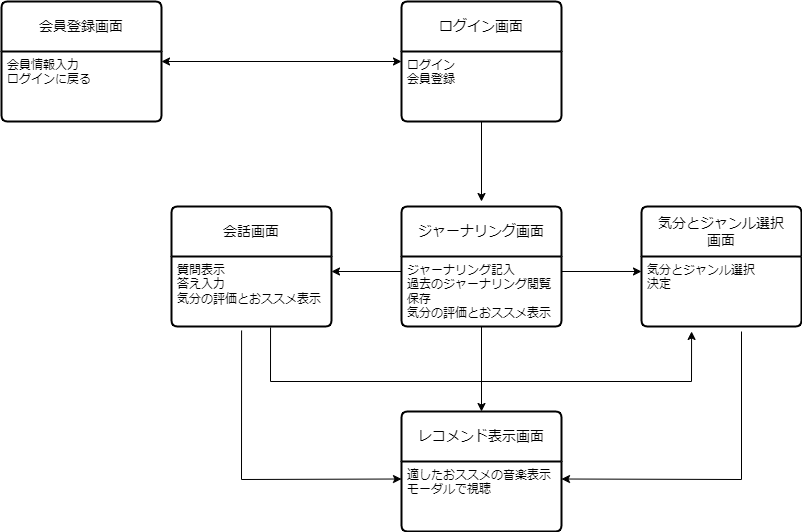 会員登録画面
会員情報入力
ログインに戻る
ログイン画面
ログイン
会員登録
会話画面
質問表示
答え入力
気分の評価とおススメ表示
ジャーナリング画面
ジャーナリング記入
過去のジャーナリング閲覧
保存
気分の評価とおススメ表示
気分とジャンル選択
画面
気分とジャンル選択
決定
レコメンド表示画面
適したおススメの音楽表示
モーダルで視聴